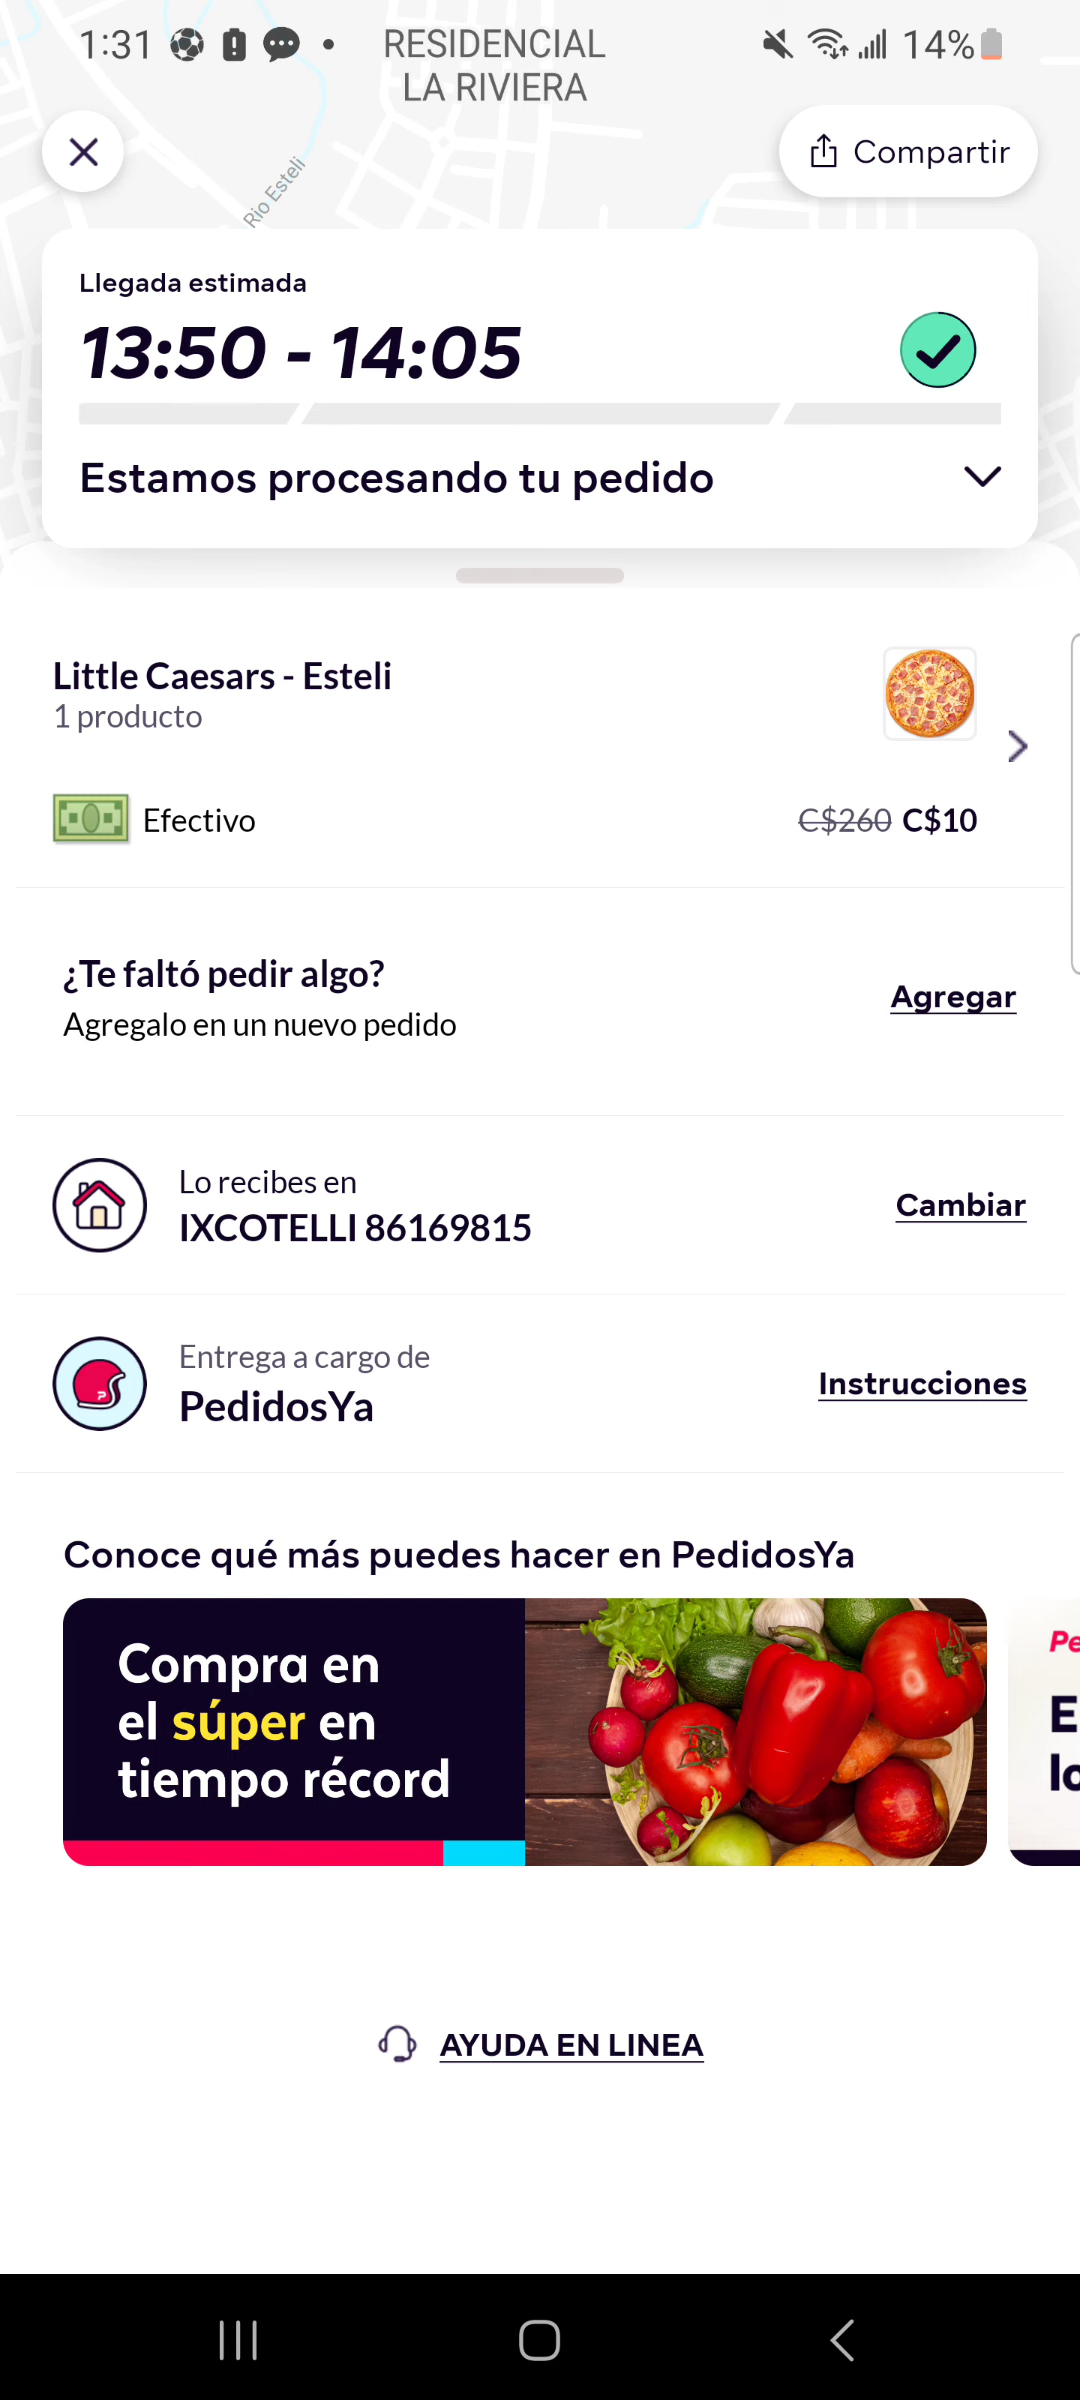 1:31
14%
RESIDENCIAL
LA RIVIERA
Rio Esteli
Compartir
Llegada estimada
13:50 - 14:05
Estamos procesando tu pedido
Little Caesars - Esteli
1 producto
Efectivo
C$260 C$10
¿Te faltó pedir algo?
Agregalo en un nuevo pedido
Agregar
Lo recibes en
IXCOTELLI 86169815
Cambiar
Entrega a cargo de
PedidosYa
Instrucciones
Conoce qué más puedes hacer en PedidosYa
Compra en
el súper en
tiempo récord
AYUDA EN LINEA